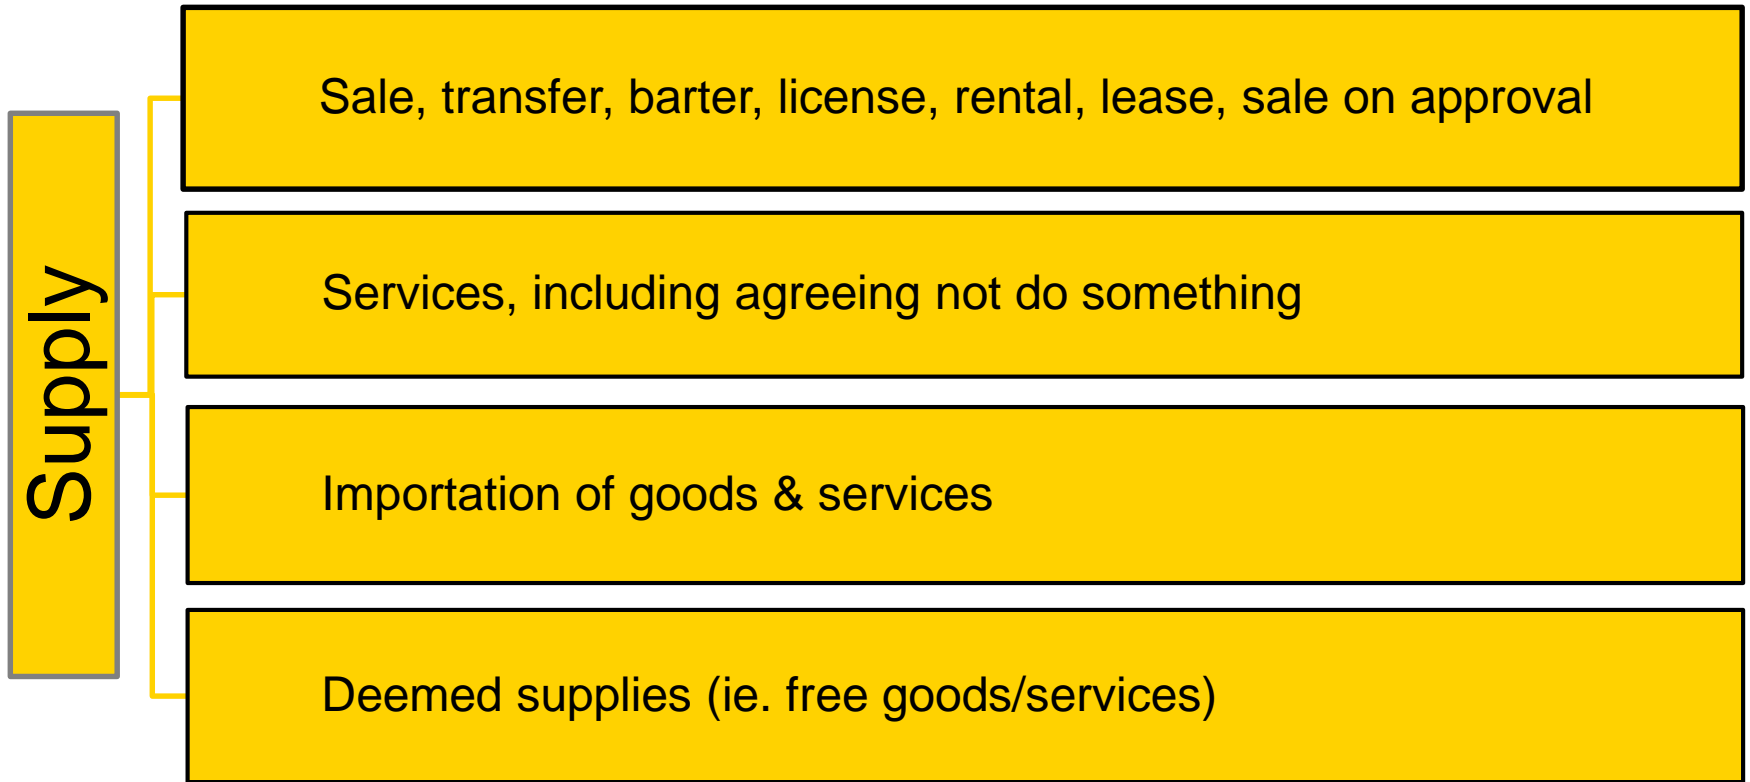 Supply
Sale, transfer, barter, license, rental, lease, sale on approval
Services, including agreeing not do something
Importation of goods & services
Deemed supplies (ie. free goods/services)